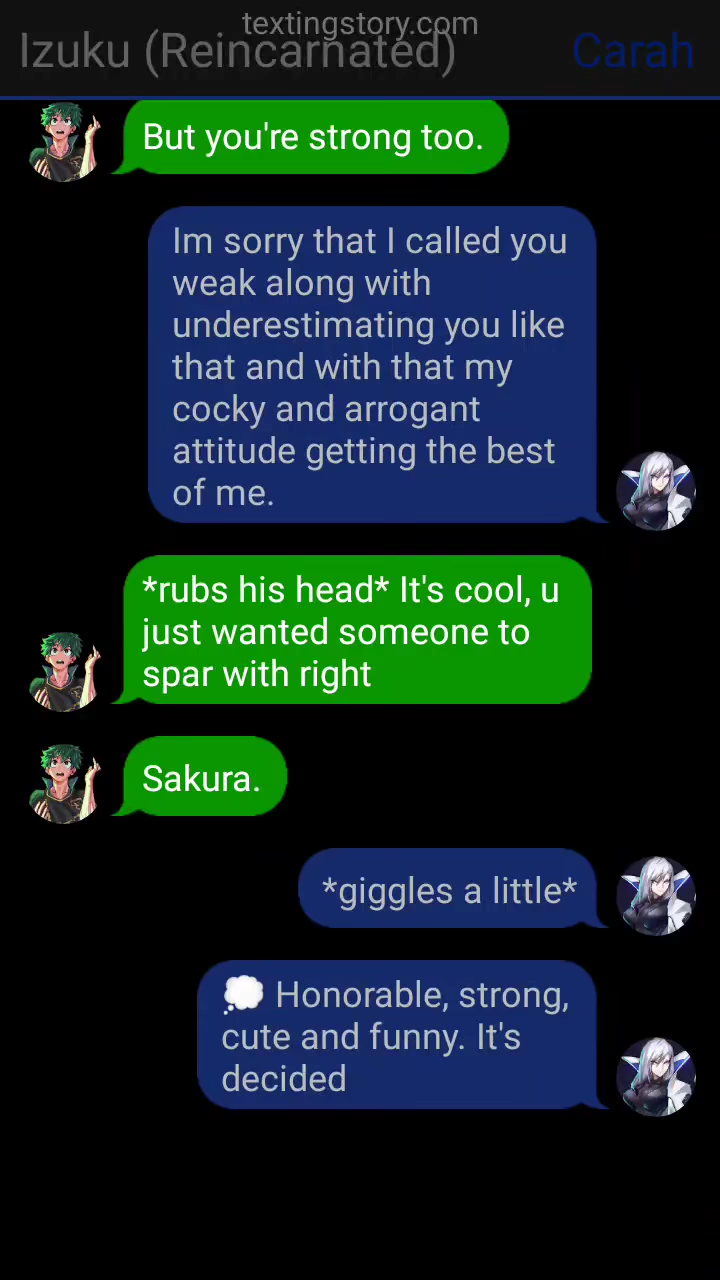 textingstory.com
Izuku (Reincarnated) Carah
But you're strong too.
Im sorry that I called you
weak along with
underestimating you like
that and with that my
cocky and arrogant
attitude getting the best
of me.
*rubs his head* It's cool, u
just wanted someone to
spar with right
Sakura.
*giggles a little*
💭 Honorable, strong,
cute and funny. It's
decided